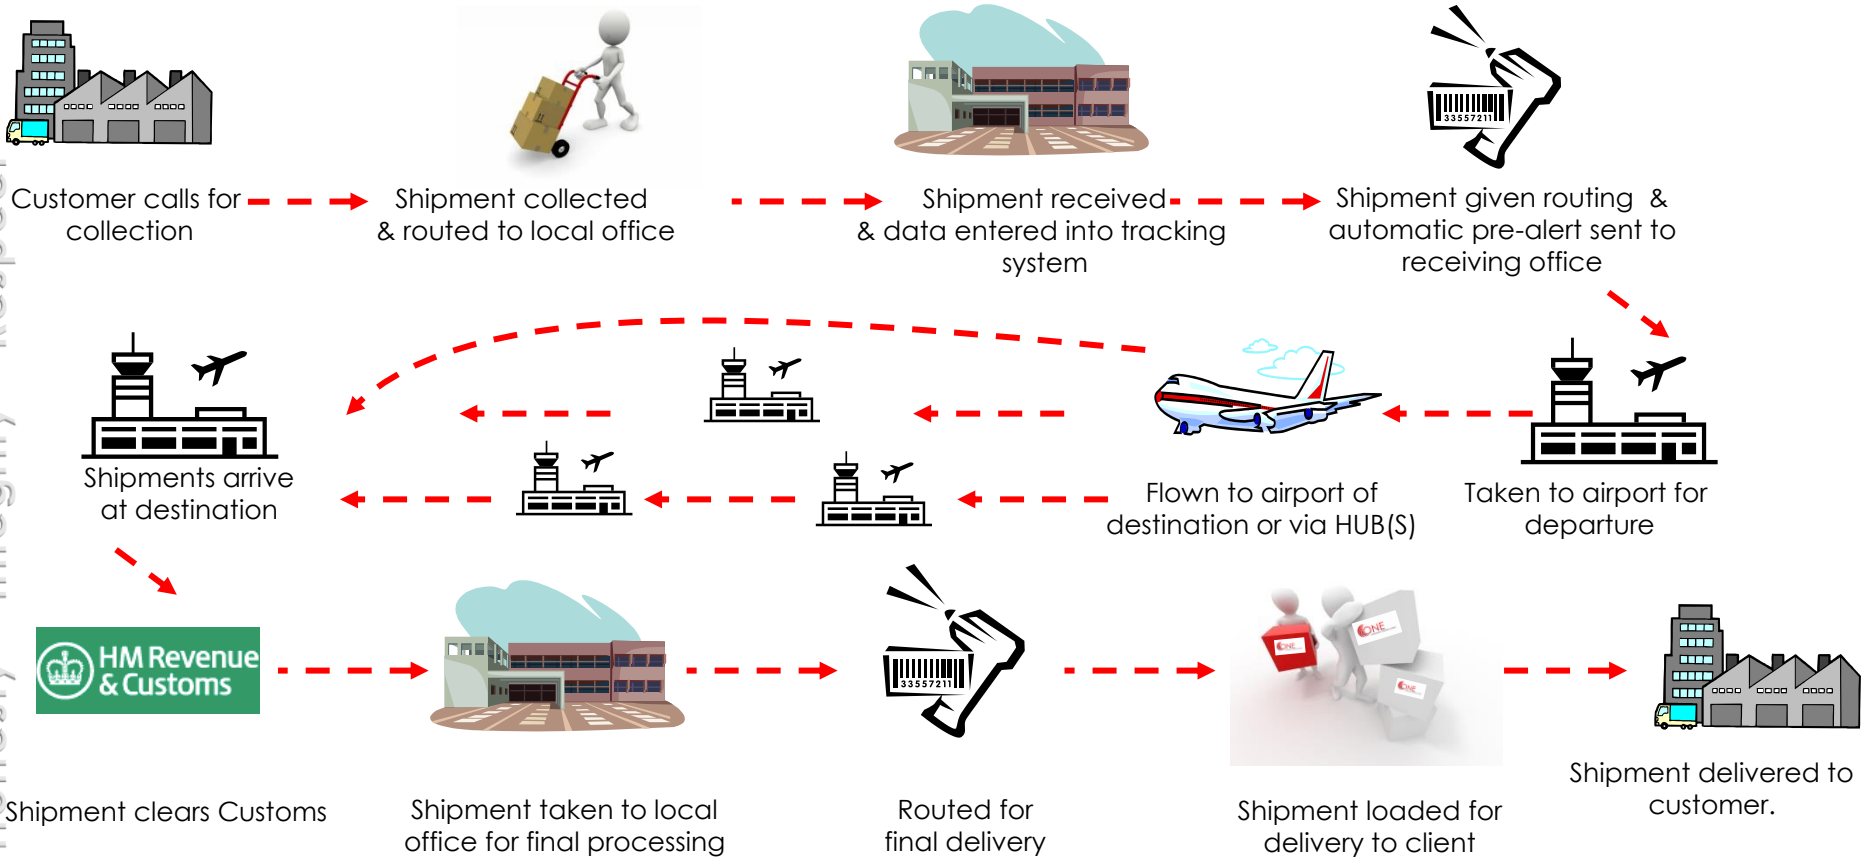 Customer calls for
collection
Shipment collected
& routed to local office
Shipment received
& data entered into tracking
system
33557211
Shipment given routing &
automatic pre-alert sent to
receiving office
Shipments arrive
at destination
Flown to airport of
destination or via HUB(S)
Taken to airport for
departure
HM Revenue
& Customs
Shipment clears Customs
Shipment taken to local
office for final processing
33557211
Routed for
final delivery
ONE
ONE
ONE
Shipment loaded for
delivery to client
Shipment delivered to
customer.